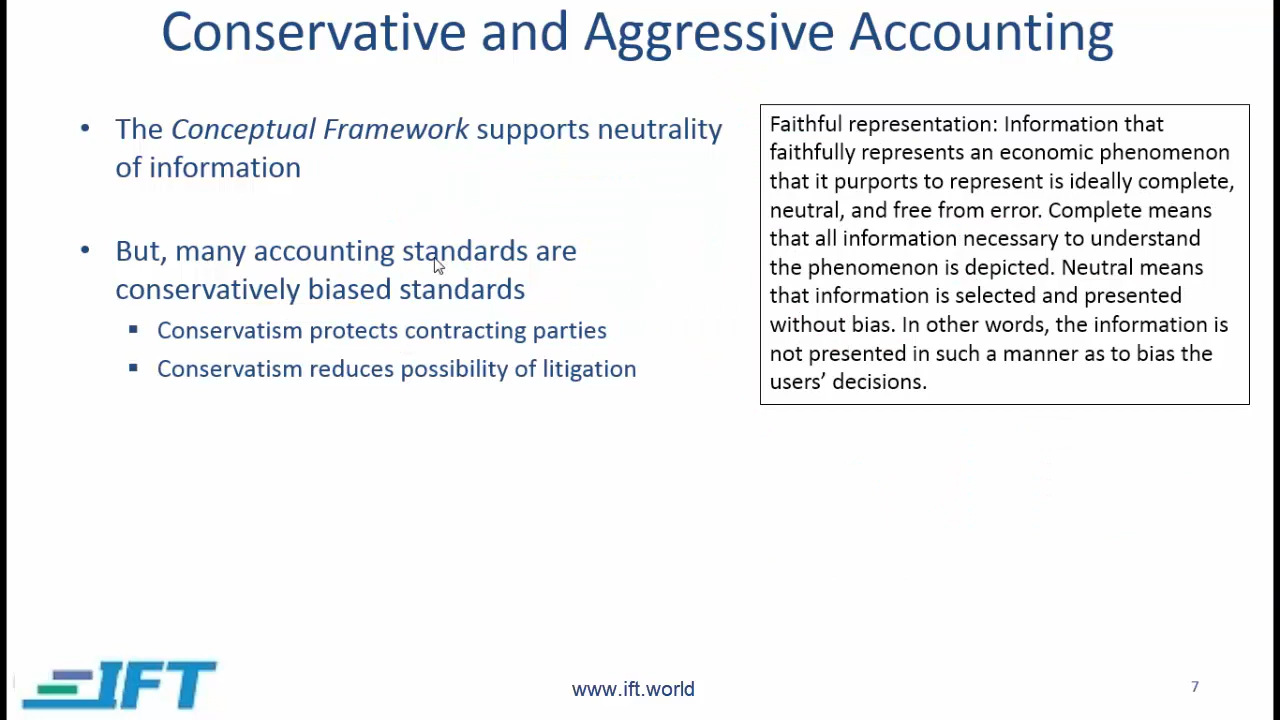 Conservative and Aggressive Accounting
• The Conceptual Framework supports neutrality
of information
• But, many accounting standards are
conservatively biased standards
▪ Conservatism protects contracting parties
▪ Conservatism reduces possibility of litigation
Faithful representation: Information that
faithfully represents an economic phenomenon
that it purports to represent is ideally complete,
neutral, and free from error. Complete means
that all information necessary to understand
the phenomenon is depicted. Neutral means
that information is selected and presented
without bias. In other words, the information is
not presented in such a manner as to bias the
users’ decisions.
IFT
www.ift.world
7